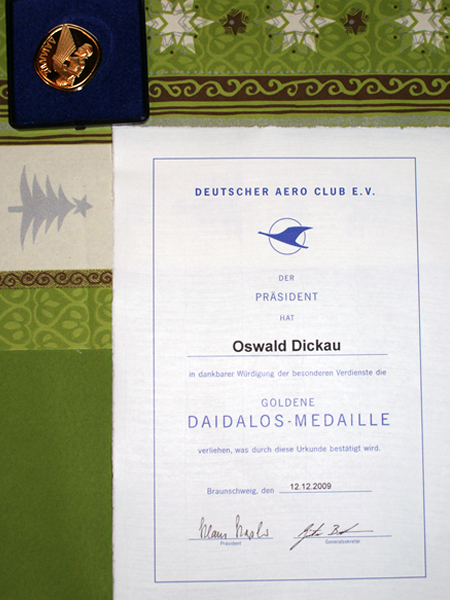 DEUTSCHER AERO CLUB E.V.
DER
PRÄSIDENT
HAT
Oswald Dickau
in dankbarer Würdigung der besonderen Verdienste die
GOLDENE
DAIDALOS-MEDAILLE
verliehen, was durch diese Urkunde bestätigt wird.
Braunschweig, den 12.12.2009
Präsident Generalsekretär